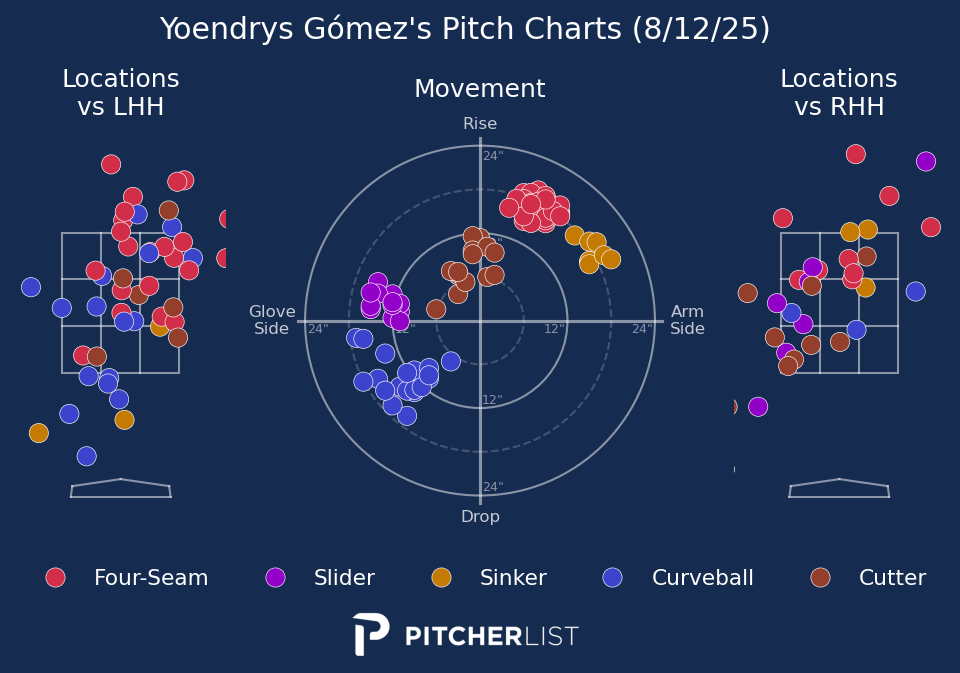 Yoendrys Gómez's Pitch Charts (8/12/25)
Locations
vs LHH
Movement
Locations
vs RHH
Rise
24"
Glove
Side
24"
12"
24"
Arm
Side
12"
24"
Drop
Four-Seam
Slider
Sinker
Curveball
Cutter
PITCHERLIST